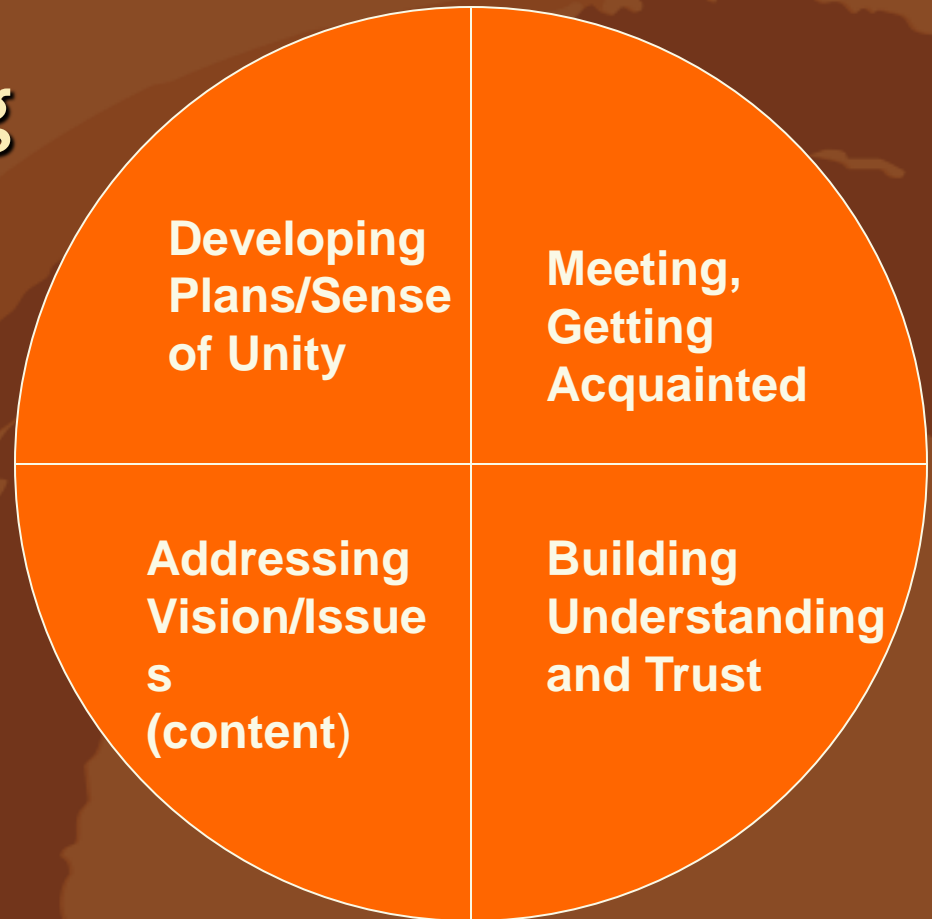 g
Developing
Plans/Sense
of Unity
Meeting,
Getting
Acquainted
Addressing
Vision/Issue
s
(content)
Building
Understanding
and Trust